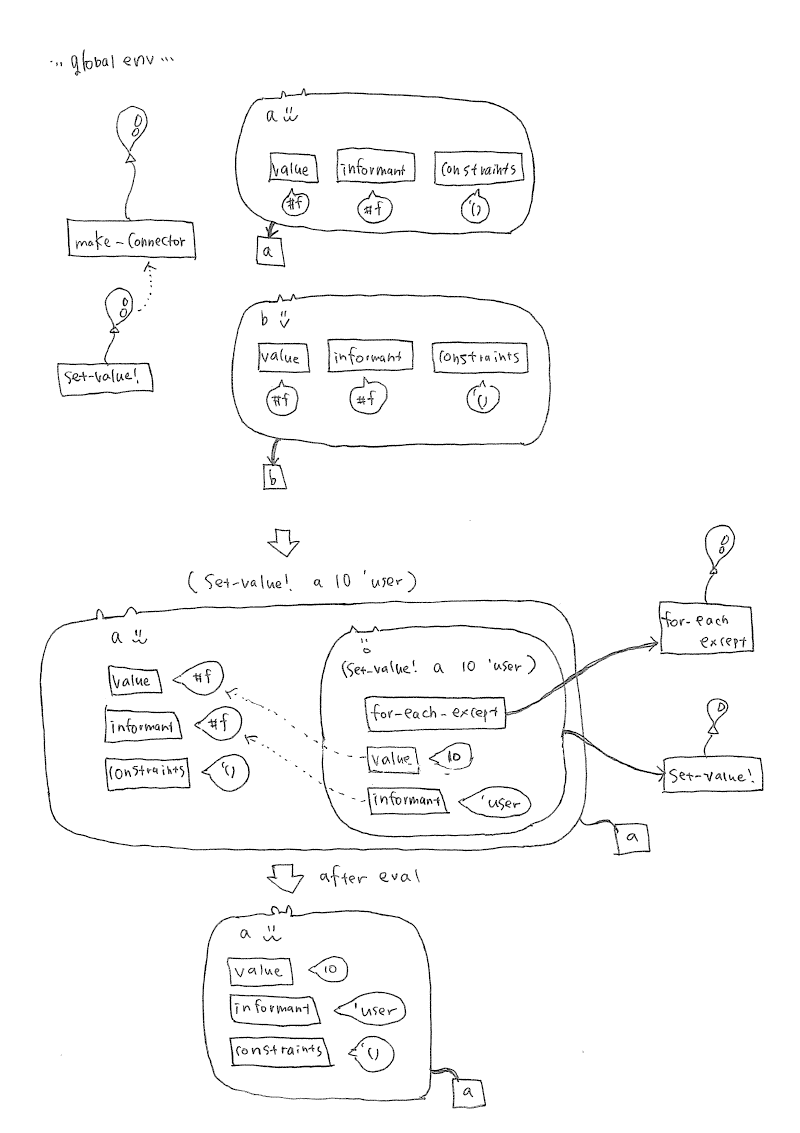 ... global env ...
make-connector
set-value!
a
value
informant
constraints
#f
#f
'()
a
b
value
informant
constraints
#f
#f
'()
b
(set-value! a 10 'user)
a
value
#f
informant
#f
constraints
'()
(set-value! a 10 'user)
for-each-except
value
10
informant
'user
for-each
except
set-value!
a
after eval
a
value
10
informant
'user
constraints
'()
a